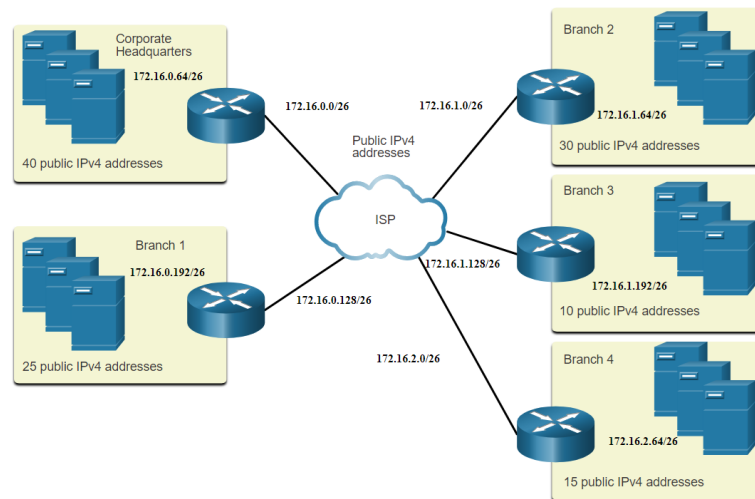 Corporate
Headquarters
172.16.0.64/26
40 public IPv4 addresses
172.16.0.0/26
Branch 1
172.16.0.192/26
25 public IPv4 addresses
172.16.0.128/26
Public IPv4
addresses
ISP
172.16.1.0/26
Branch 2
172.16.1.64/26
30 public IPv4 addresses
172.16.1.128/26
Branch 3
172.16.1.192/26
10 public IPv4 addresses
172.16.2.0/26
Branch 4
172.16.2.64/26
15 public IPv4 addresses